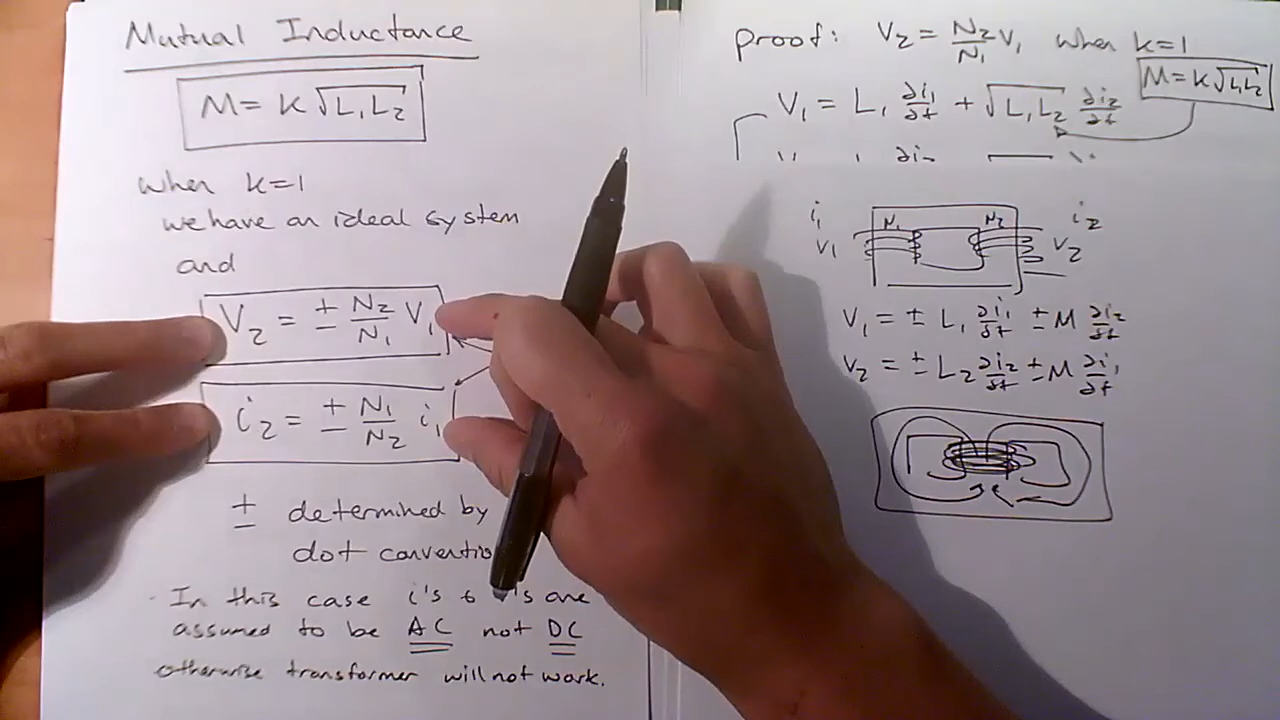 Mutual Inductance
M = k √L₁L₂
when k=1
we have an ideal system
and
V₂ = ± N₂/N₁ V₁
i₂ = ± N₁/N₂ i₁
± determined by
dot conventio
In this case i's & 's are
assumed to be AC not DC
otherwise transformer will not work.
proof: V₂ = N₂/N₁ V₁ when k=1
M = k√L₁L₂
V₁ = L₁ ∂i₁/∂t + √L₁L₂ ∂i₂/∂t
i₁ N₁ N₂ i₂
V₁ V₂
V₁ = ± L₁ ∂i₁/∂t ± M ∂i₂/∂t
V₂ = ± L₂ ∂i₂/∂t ± M ∂i₁/∂t